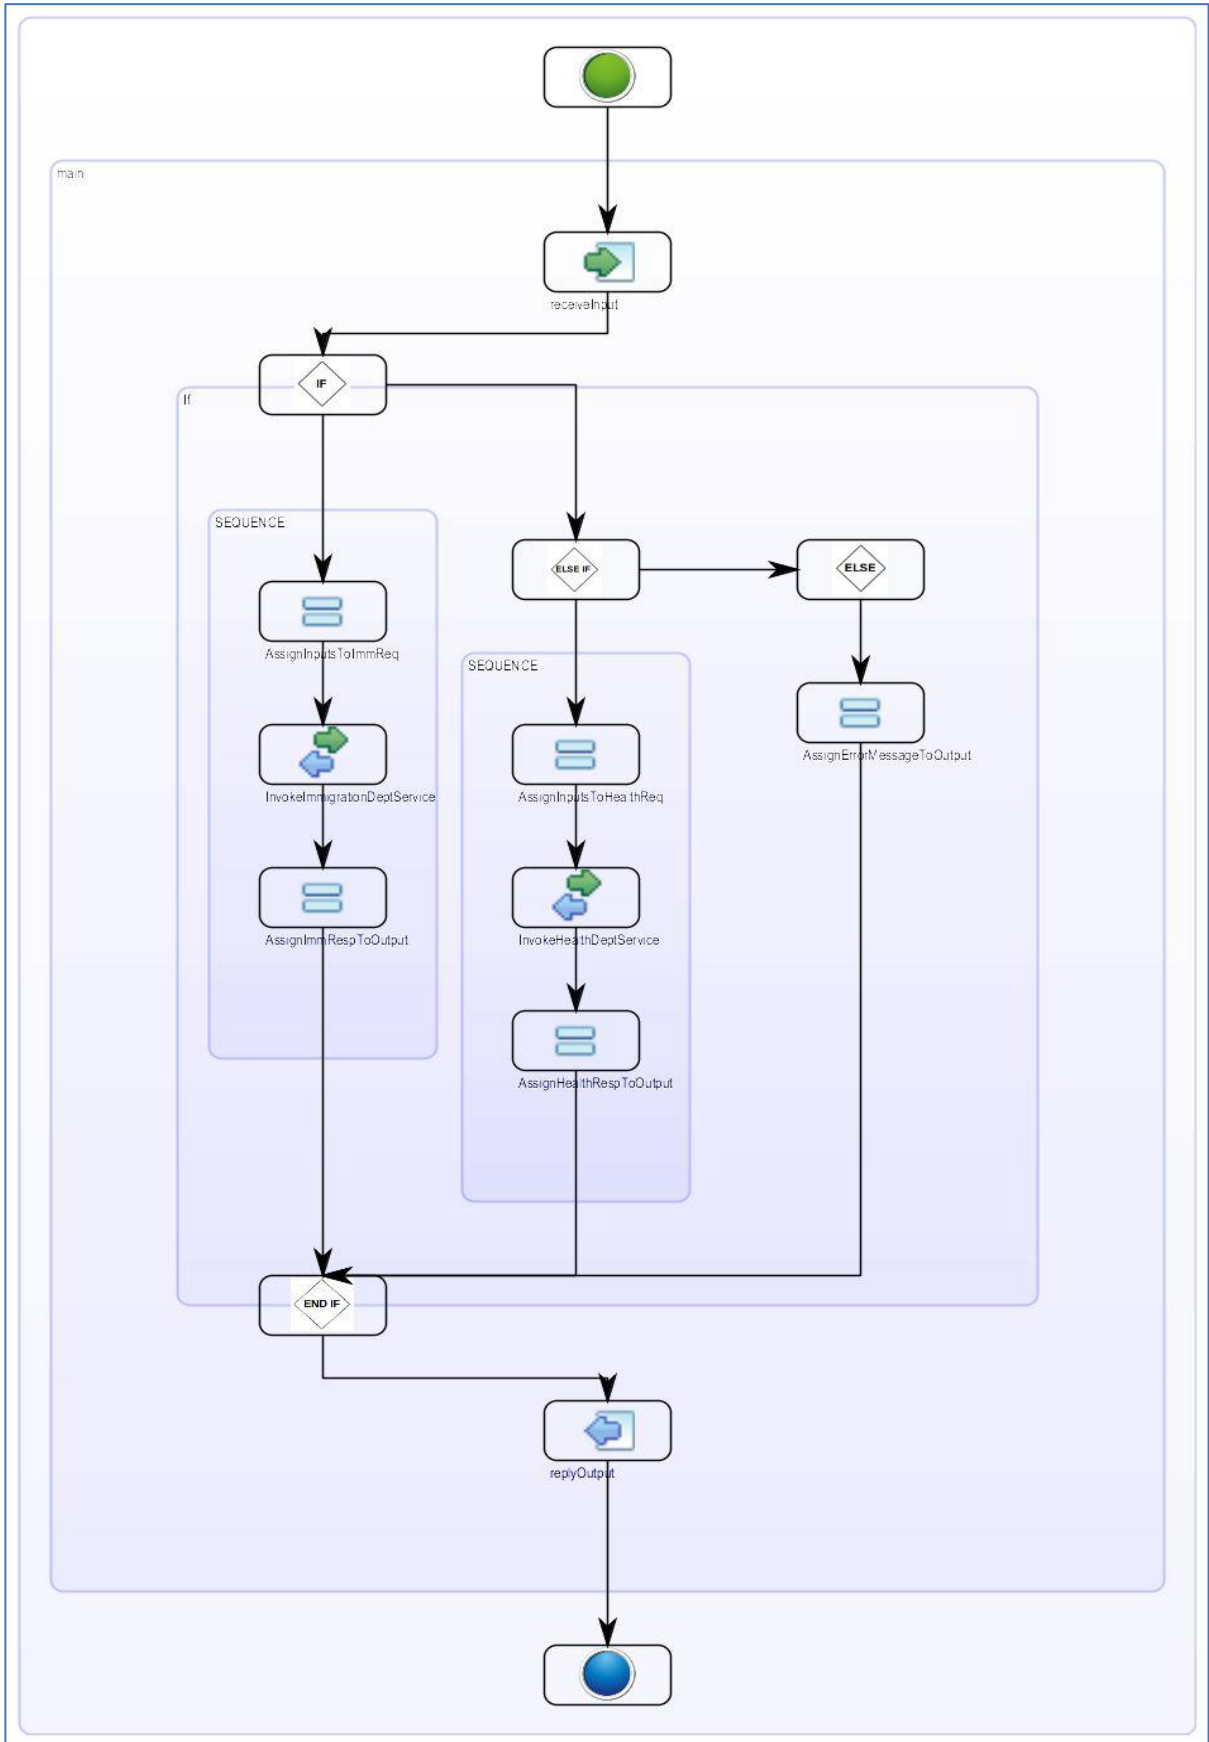 main
receiveInput
IF
If
SEQUENCE
ELSE IF
ELSE
AssignInputsToImmReq
SEQUENCE
AssignErrorMessageToOutput
InvokeImmigrationDeptService
AssignInputsToHealthReq
AssignImmRespToOutput
InvokeHealthDeptService
AssignHealthRespToOutput
END IF
replyOutput